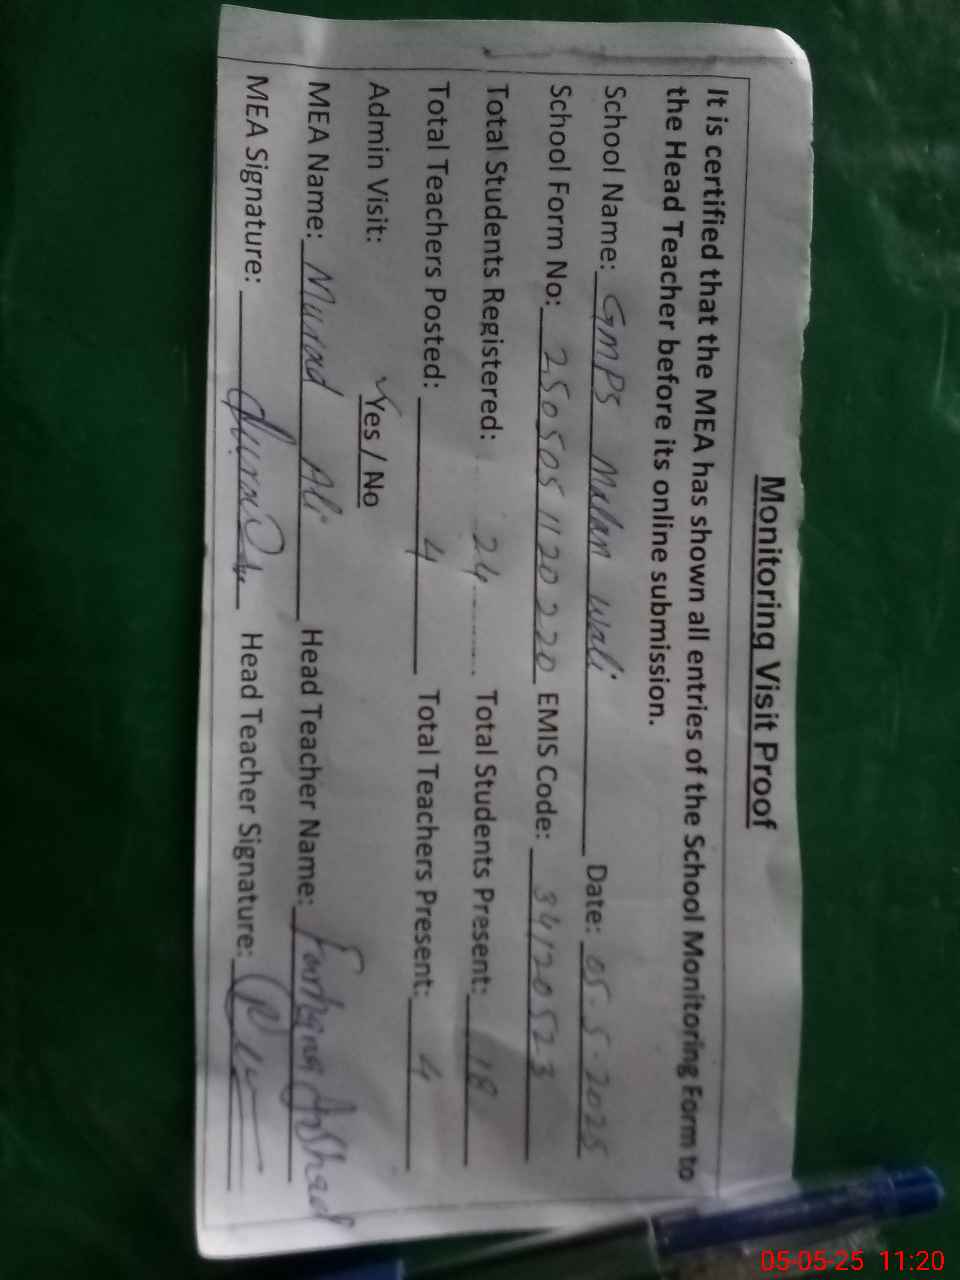 Monitoring Visit Proof
It is certified that the MEA has shown all entries of the School Monitoring Form to
the Head Teacher before its online submission.
School Name: GMPS Milan Wali Date: 05-5-2025
School Form No: 2505051120220 EMIS Code: 34120523
Total Students Registered: 24 Total Students Present: 18
Total Teachers Posted: 4 Total Teachers Present: 4
Admin Visit: Yes / No
MEA Name: Murad Ali Head Teacher Name: Farhana Arshad
MEA Signature: Head Teacher Signature:
05-05-25 11:20